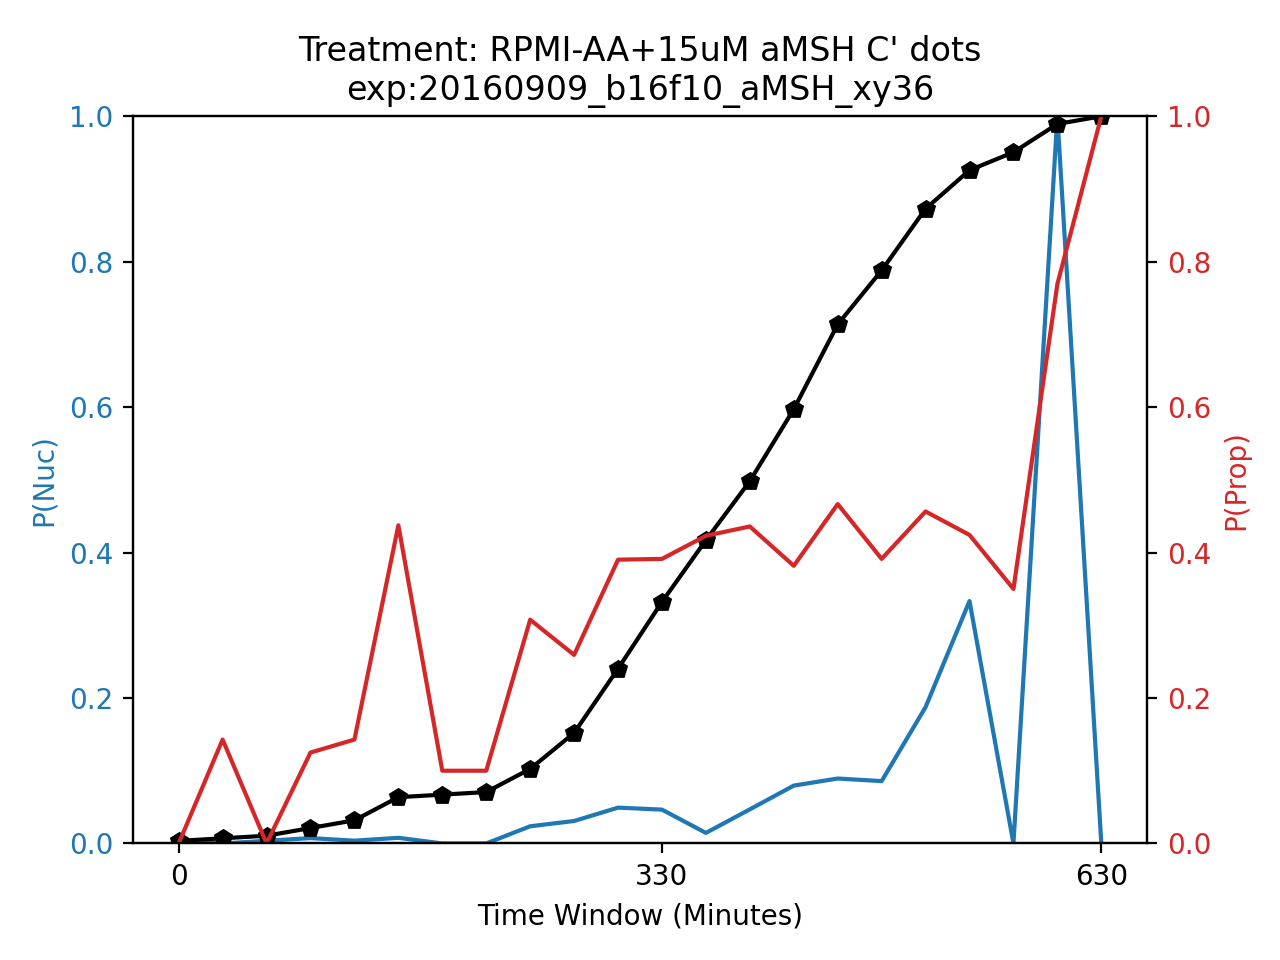 Treatment: RPMI-AA+15uM aMSH C' dots
exp:20160909_b16f10_aMSH_xy36
1.0
0.8
0.6
0.4
0.2
0.0
P(Nuc)
1.0
0.8
0.6
0.4
0.2
0.0
P(Prop)
0 330 630
Time Window (Minutes)